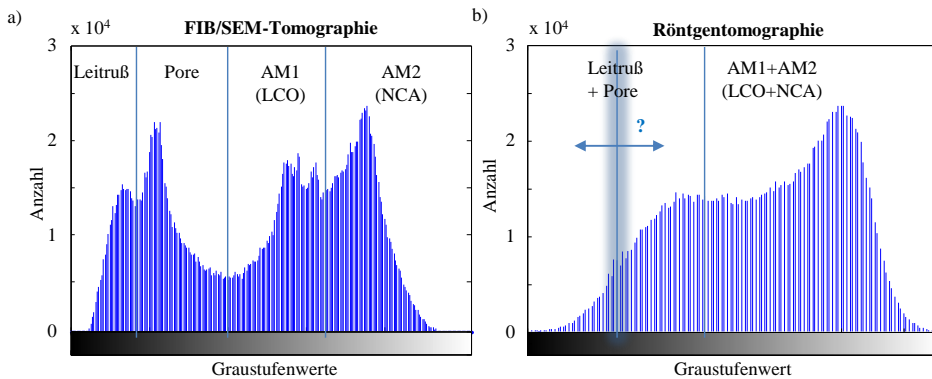 a)
x 10⁴
FIB/SEM-Tomographie
3
2
1
0
Anzahl
Leitruß
Pore
AM1
(LCO)
AM2
(NCA)
Graustufenwerte
b)
x 10⁴
Röntgentomographie
3
2
1
0
Anzahl
Leitruß
+ Pore
?
AM1+AM2
(LCO+NCA)
Graustufenwert